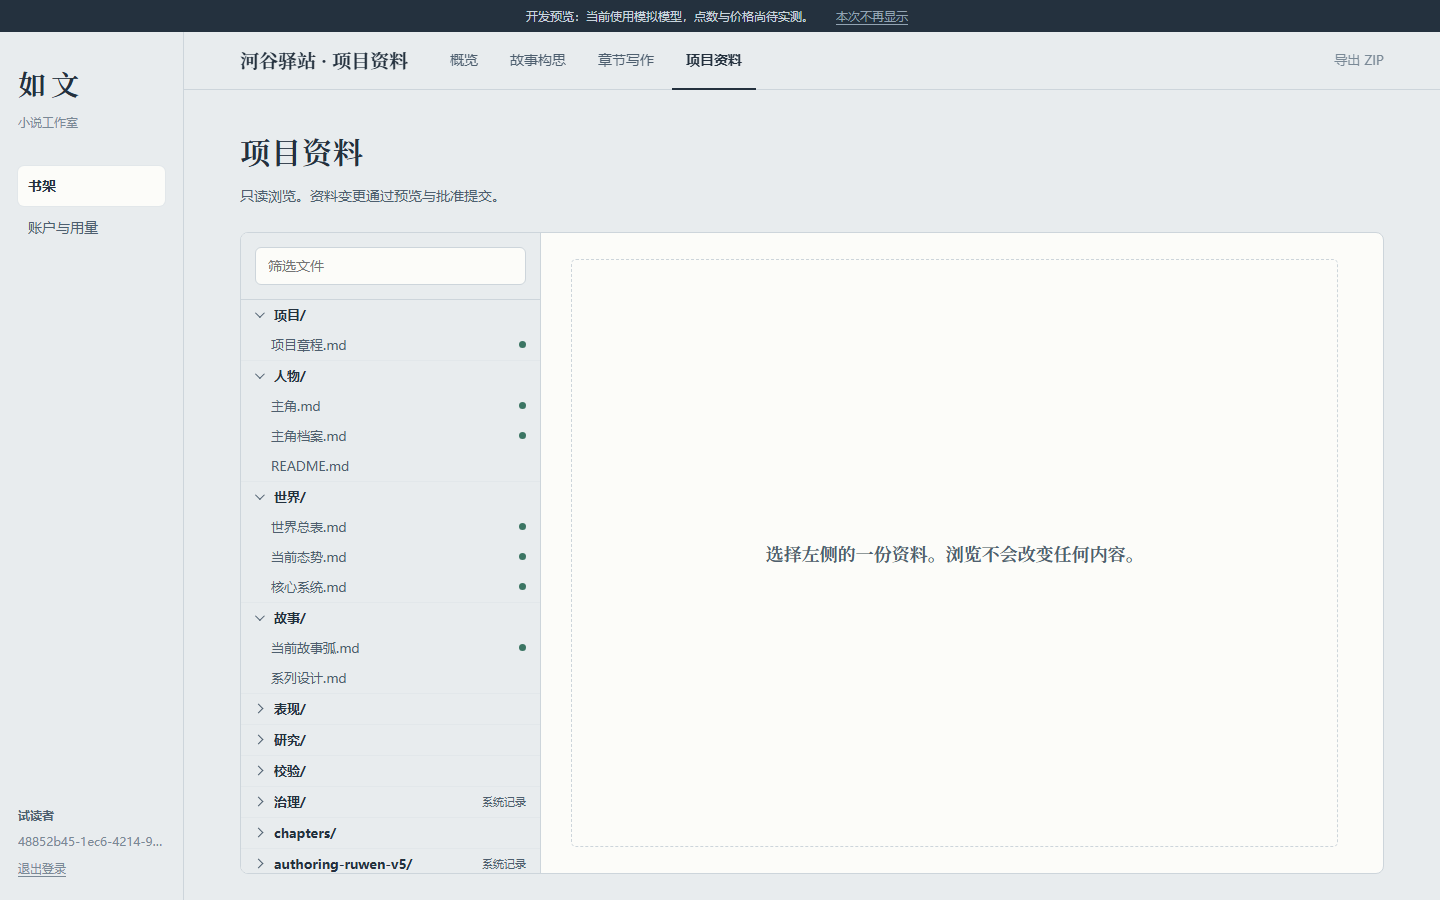 开发预览：当前使用模拟模型，点数与价格尚待实测。 本次不再显示
如文
小说工作室
书架
账户与用量
试读者
48852b45-1ec6-4214-9...
退出登录
河谷驿站 · 项目资料 概览 故事构思 章节写作 项目资料 导出 ZIP
项目资料
只读浏览。资料变更通过预览与批准提交。
筛选文件
项目/
项目章程.md
人物/
主角.md
主角档案.md
README.md
世界/
世界总表.md
当前态势.md
核心系统.md
故事/
当前故事弧.md
系列设计.md
表现/
研究/
校验/
治理/ 系统记录
chapters/
authoring-ruwen-v5/ 系统记录
选择左侧的一份资料。浏览不会改变任何内容。